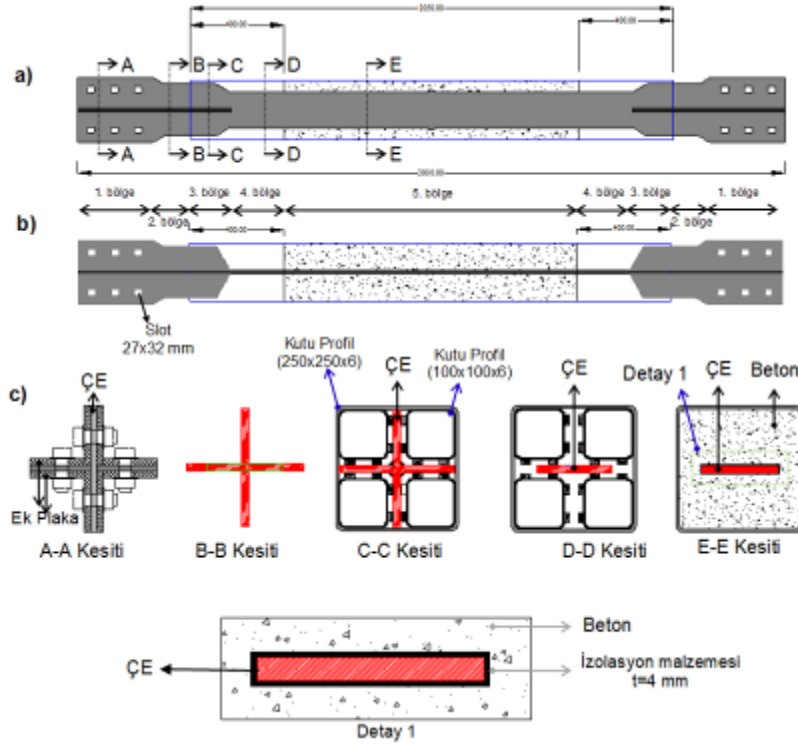 400.00
400.00
A B C D E
a)
A B C D E
1. bölge 3. bölge 4. bölge 5. bölge 4. bölge 3. bölge 1. bölge
2. bölge 2. bölge
b)
Slot
27x32 mm
Kutu Profil
(250x250x6)
Kutu Profil
(100x100x6)
c)
ÇE
ÇE
ÇE
Detay 1
ÇE
Beton
Ek Plaka
A-A Kesiti
B-B Kesiti
C-C Kesiti
D-D Kesiti
E-E Kesiti
Beton
ÇE
İzolasyon malzemesi
t=4 mm
Detay 1